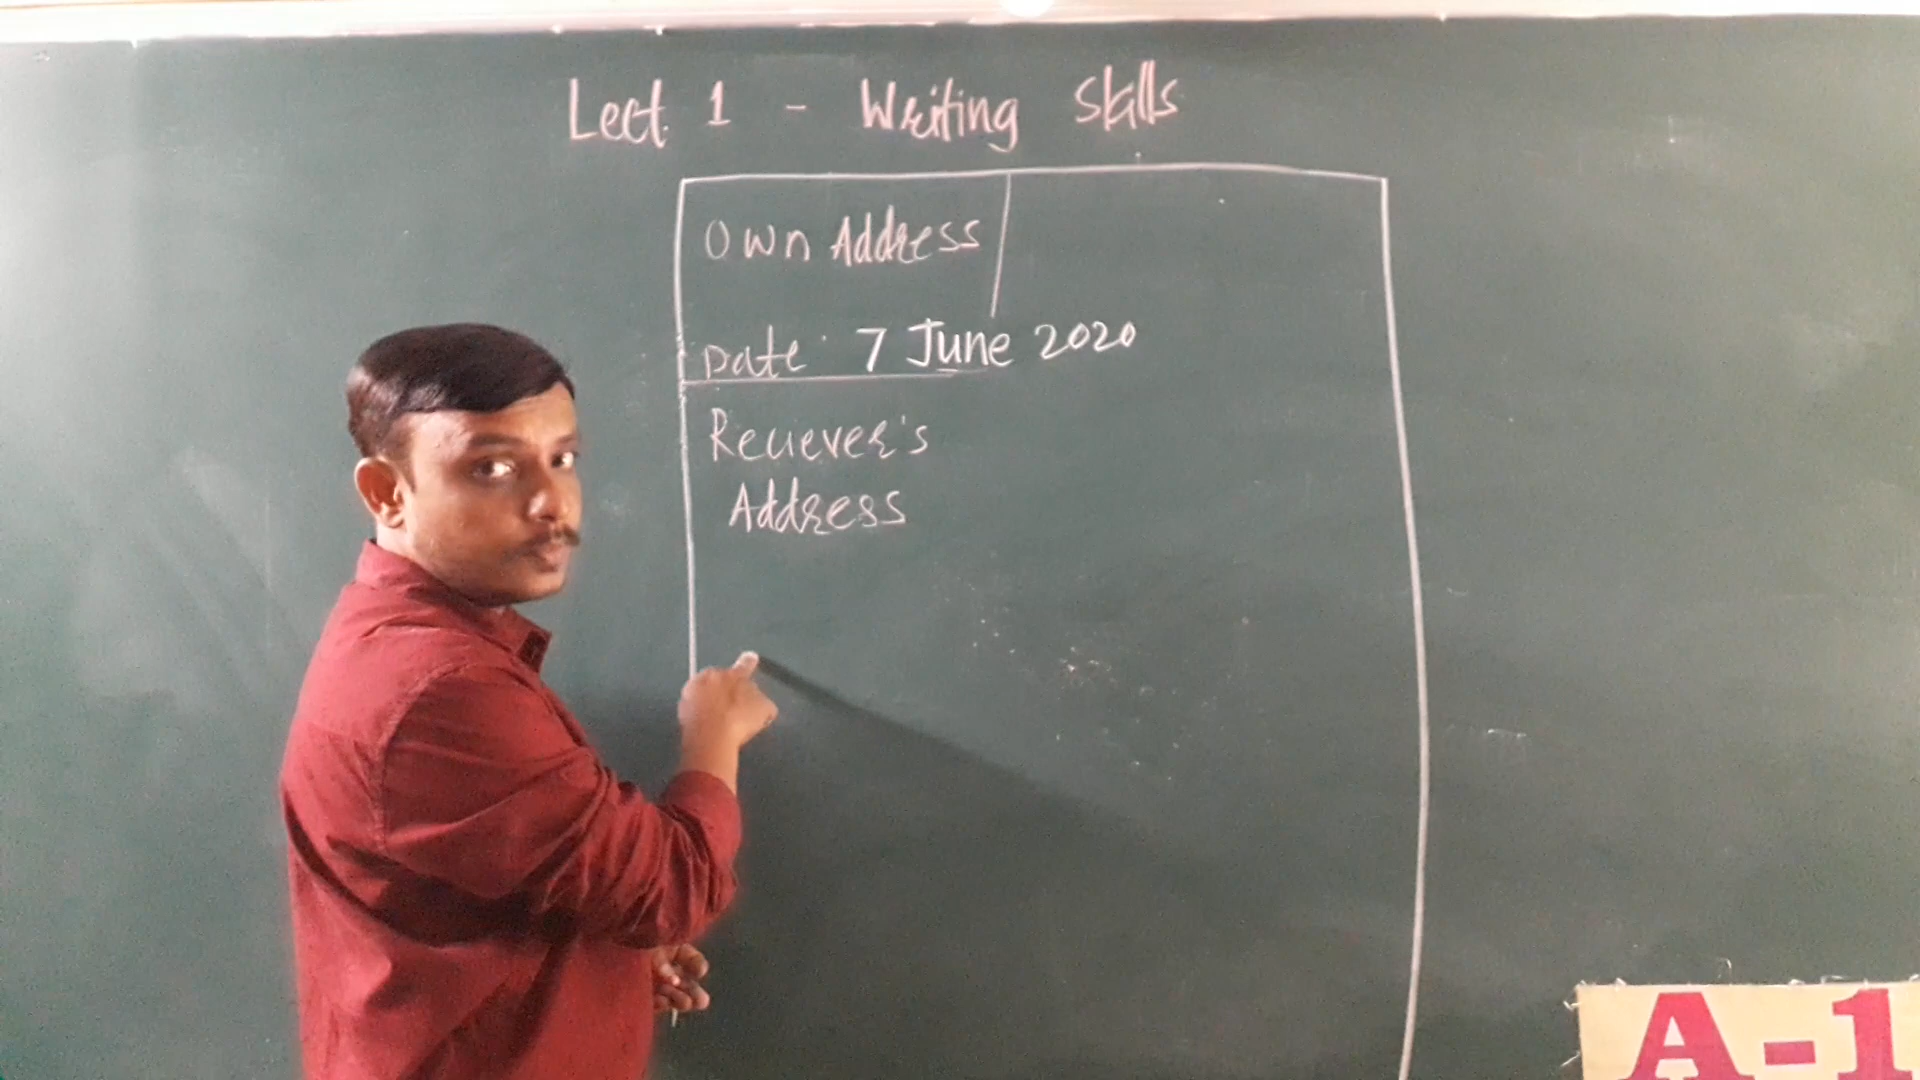 Lect. 1 - Writing Skills
Own Address
Date: 7 June 2020
Reciever's
Address
A-1